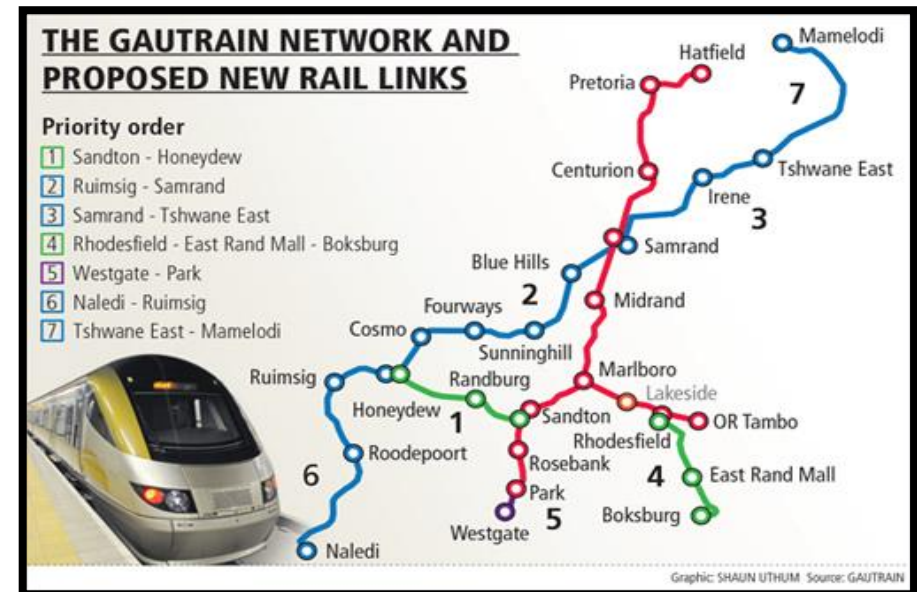 THE GAUTRAIN NETWORK AND
PROPOSED NEW RAIL LINKS
Priority order
1 Sandton - Honeydew
2 Ruimsig - Samrand
3 Samrand - Tshwane East
4 Rhodesfield - East Rand Mall - Boksburg
5 Westgate - Park
6 Naledi - Ruimsig
7 Tshwane East - Mamelodi
Mamelodi
Hatfield
Pretoria
7
Centurion
Tshwane East
Irene
3
Samrand
Blue Hills
2
Midrand
Fourways
Cosmo
Sunninghill
Marlboro
Ruimsig
Randburg
Lakeside
Honeydew
1
Sandton
OR Tambo
Rhodesfield
Roodepoort
Rosebank
6
4
East Rand Mall
Park
5
Boksburg
Westgate
Naledi
Graphic: SHAUN UTHUM Source: GAUTRAIN